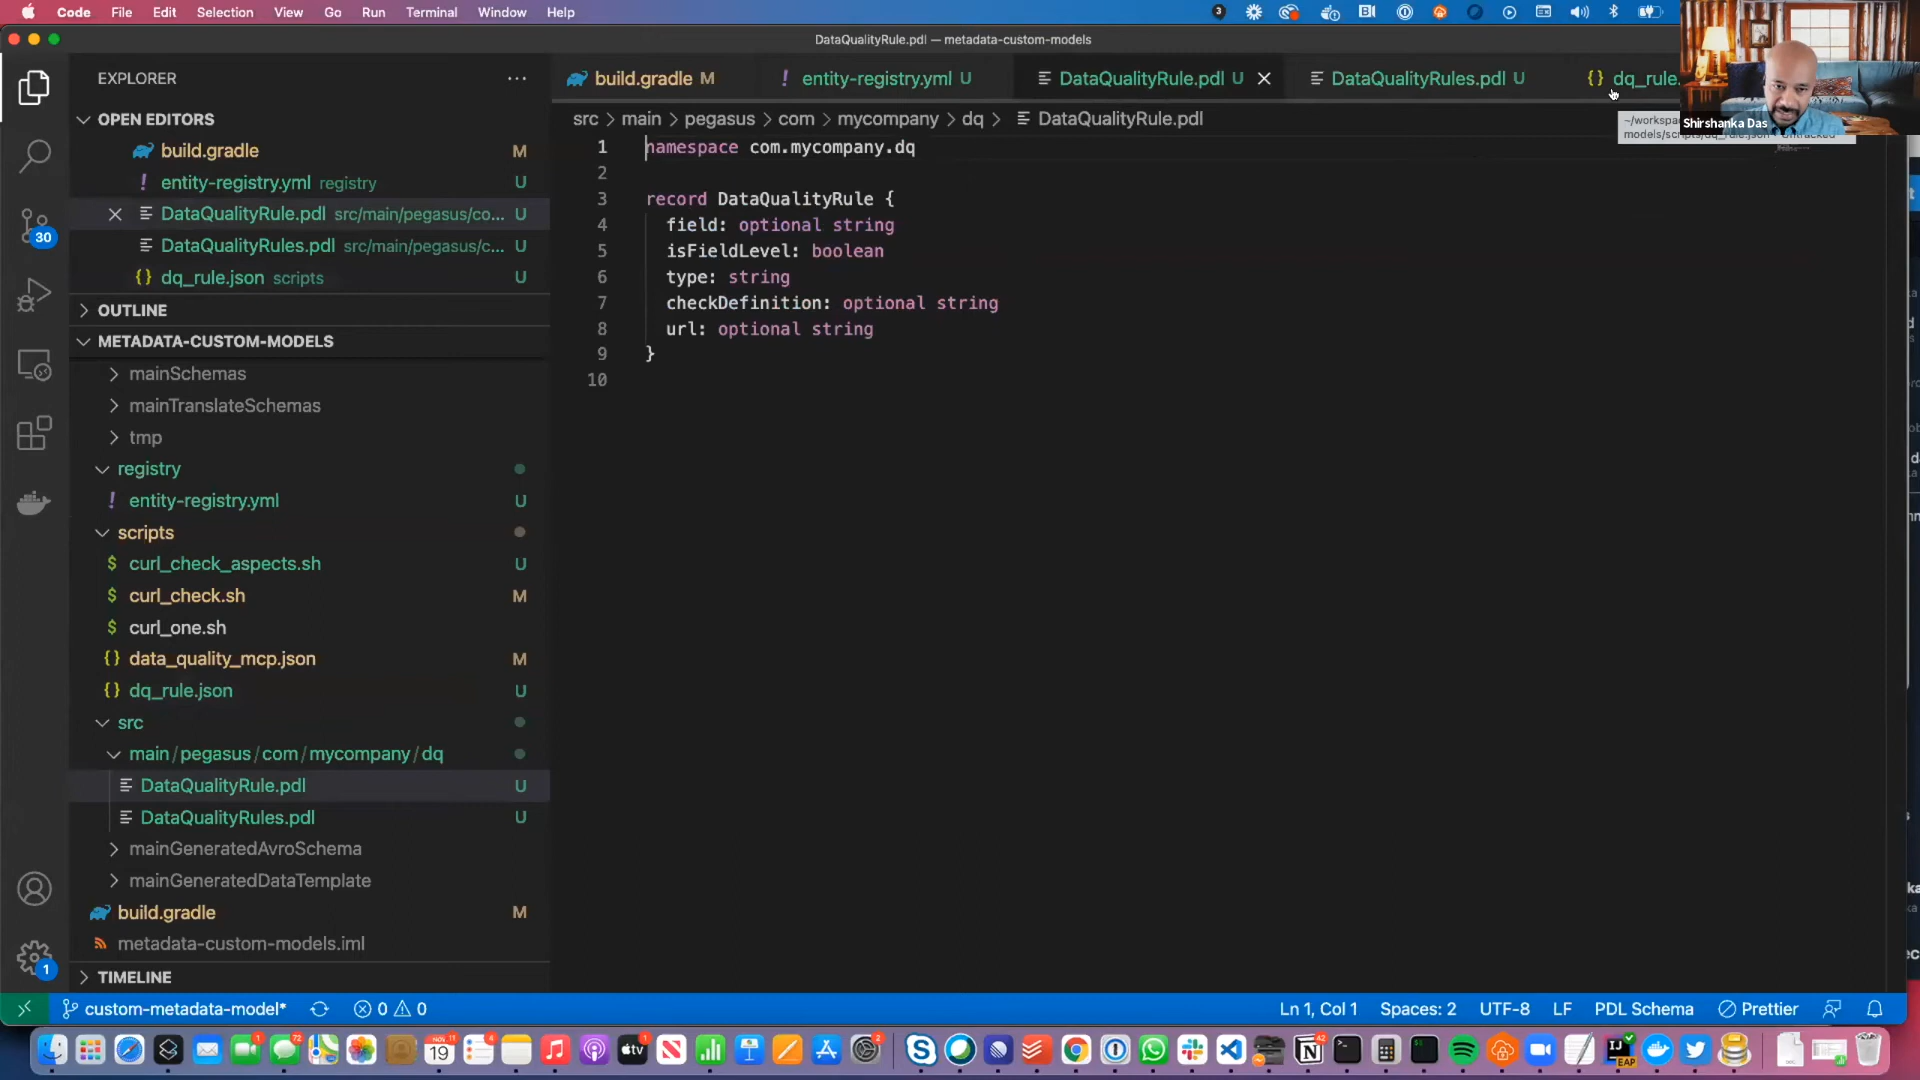 Code File Edit Selection View Go Run Terminal Window Help
DataQualityRule.pdl — metadata-custom-models
EXPLORER
build.gradle M
! entity-registry.yml U
DataQualityRule.pdl U
DataQualityRules.pdl U
{} dq_rule.
Shirshanka Das
OPEN EDITORS
build.gradle M
! entity-registry.yml registry U
DataQualityRule.pdl src/main/pegasus/co... U
DataQualityRules.pdl src/main/pegasus/c... U
{} dq_rule.json scripts U
OUTLINE
METADATA-CUSTOM-MODELS
mainSchemas
mainTranslateSchemas
tmp
registry
! entity-registry.yml U
scripts
$ curl_check_aspects.sh U
$ curl_check.sh M
$ curl_one.sh
{} data_quality_mcp.json M
{} dq_rule.json U
src
main/pegasus/com/mycompany/dq
DataQualityRule.pdl U
DataQualityRules.pdl U
mainGeneratedAvroSchema
mainGeneratedDataTemplate
build.gradle M
metadata-custom-models.iml
TIMELINE
30
1
src > main > pegasus > com > mycompany > dq > DataQualityRule.pdl
1 namespace com.mycompany.dq
2
3 record DataQualityRule {
4 field: optional string
5 isFieldLevel: boolean
6 type: string
7 checkDefinition: optional string
8 url: optional string
9 }
10
custom-metadata-model* 0 0 Ln 1, Col 1 Spaces: 2 UTF-8 LF PDL Schema Prettier